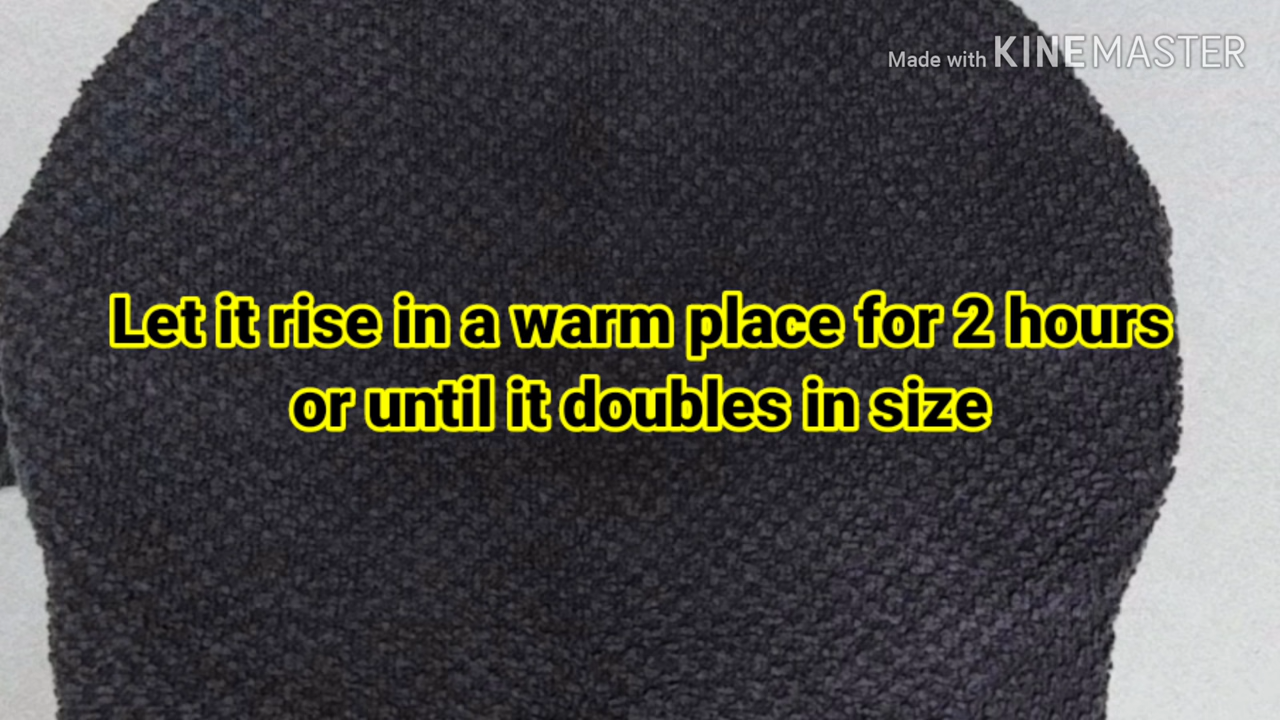 Made with KINEMASTER
Let it rise in a warm place for 2 hours
or until it doubles in size